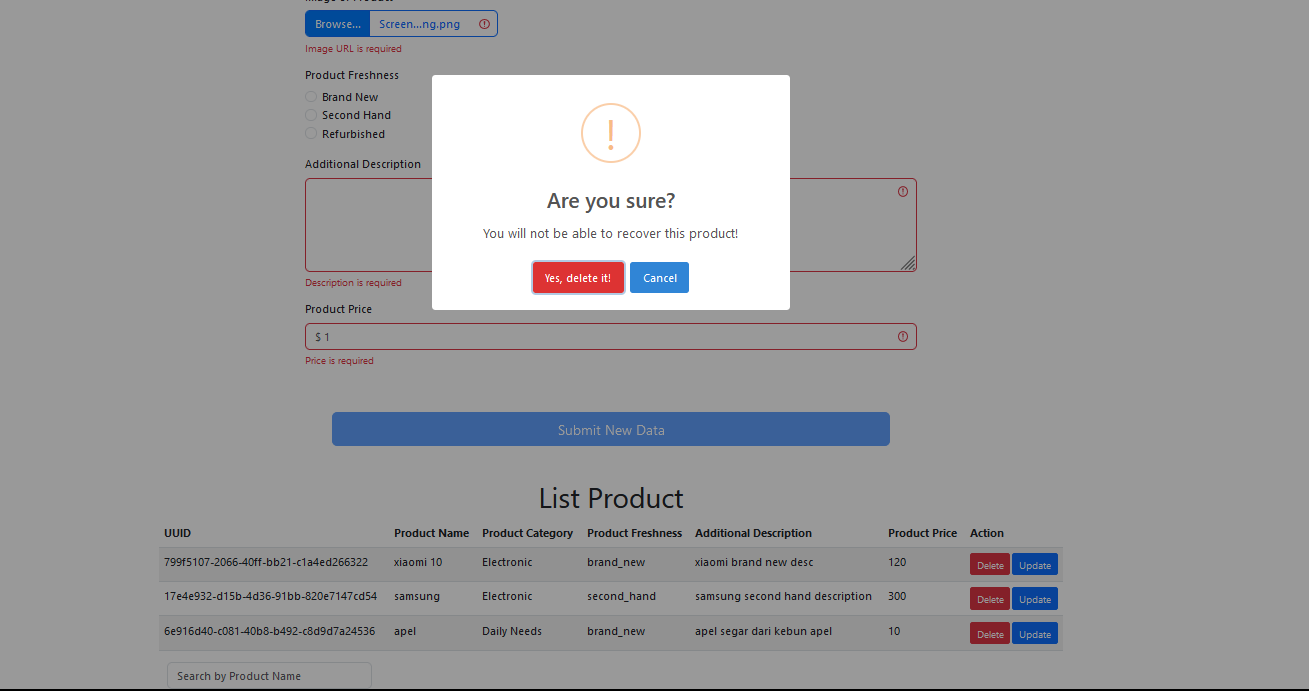 Image of Product
Browse... Screen...ng.png
Image URL is required
Product Freshness
Brand New
Second Hand
Refurbished
Additional Description
!
Are you sure?
You will not be able to recover this product!
Yes, delete it! Cancel
Description is required
Product Price
$ 1
Price is required
Submit New Data
List Product
UUID Product Name Product Category Product Freshness Additional Description Product Price Action
799f5107-2066-40ff-bb21-c1a4ed266322 xiaomi 10 Electronic brand_new xiaomi brand new desc 120 Delete Update
17e4e932-d15b-4d36-91bb-820e7147cd54 samsung Electronic second_hand samsung second hand description 300 Delete Update
6e916d40-c081-40b8-b492-c8d9d7a24536 apel Daily Needs brand_new apel segar dari kebun apel 10 Delete Update
Search by Product Name